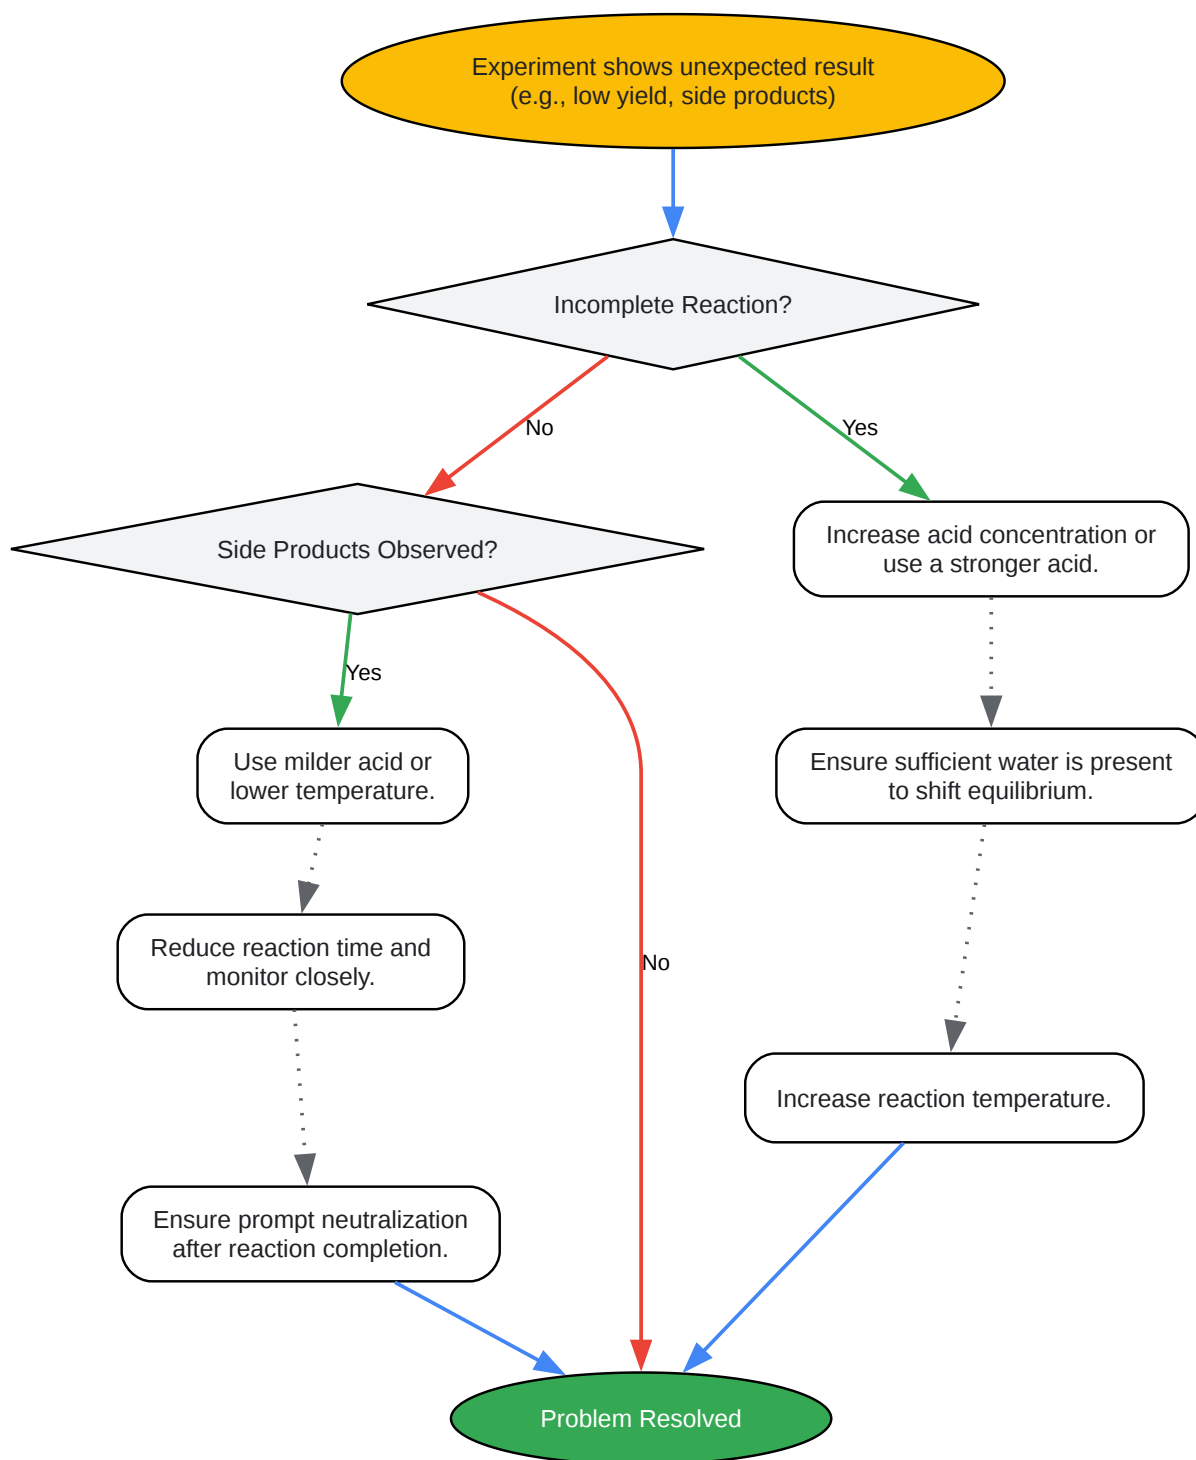 Experiment shows unexpected result
(e.g., low yield, side products)
Incomplete Reaction?
No
Yes
Side Products Observed?
Increase acid concentration or
use a stronger acid.
Yes
Use milder acid or
lower temperature.
Ensure sufficient water is present
to shift equilibrium.
Reduce reaction time and
monitor closely.
No
Increase reaction temperature.
Ensure prompt neutralization
after reaction completion.
Problem Resolved